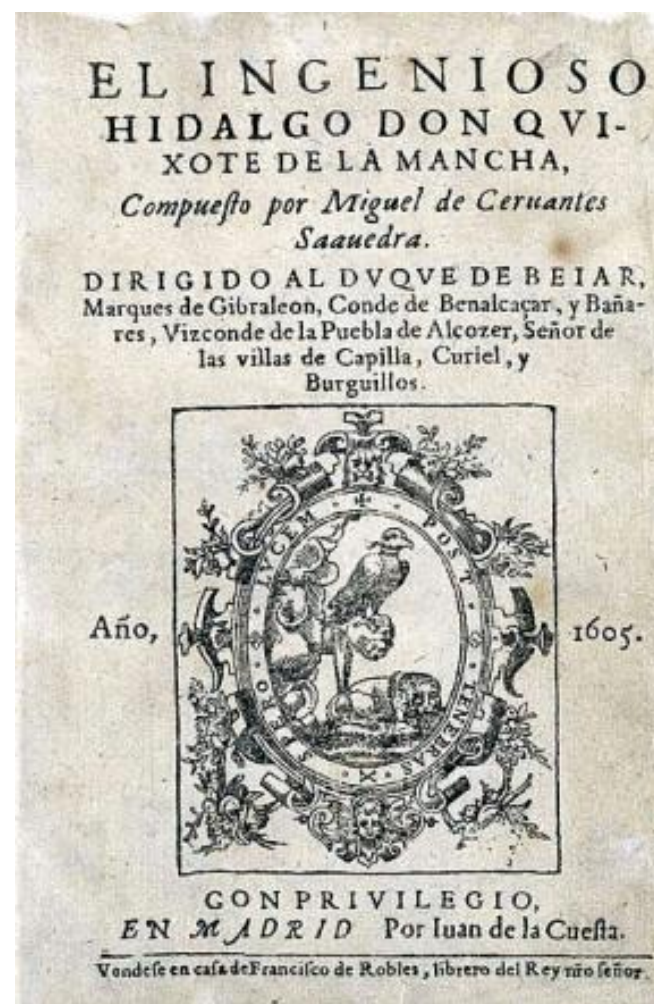 EL INGENIOSO
HIDALGO DON QVI-
XOTE DE LA MANCHA,
Compueſto por Miguel de Ceruantes
Saauedra.
DIRIGIDO AL DVQVE DE BEIAR,
Marques de Gibraleon, Conde de Benalcaçar, y Baña-
res, Vizconde de la Puebla de Alcozer, Señor de
las villas de Capilla, Curiel, y
Burguillos.
POST TENEBRAS SPERO LVCEM
Año, 1605.
CON PRIVILEGIO,
EN MADRID Por Iuan de la Cueſta.
Vendeſe en caſa de Franciſco de Robles, librero del Rey nr̃o ſeñor.